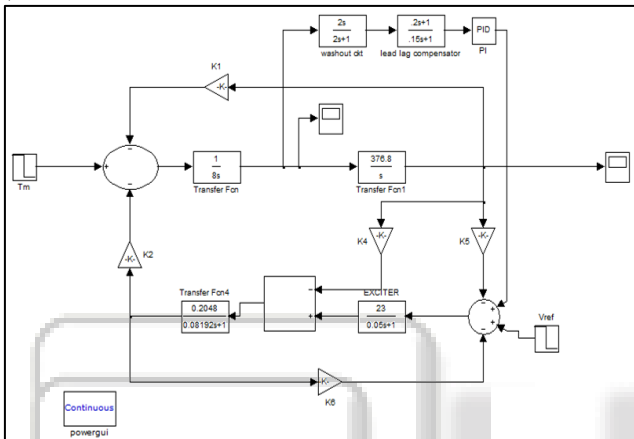 2s
2s+1
washout ckt
.2s+1
.15s+1
lead lag compensator
PID
PI
K1
-K-
Tm
1
8s
Transfer Fcn
376.8
s
Transfer Fcn1
-K-
K4
-K-
K5
-K-
K2
Transfer Fcn4
0.2048
0.08192s+1
EXCITER
23
0.05s+1
Vref
-K-
K6
Continuous
powergui